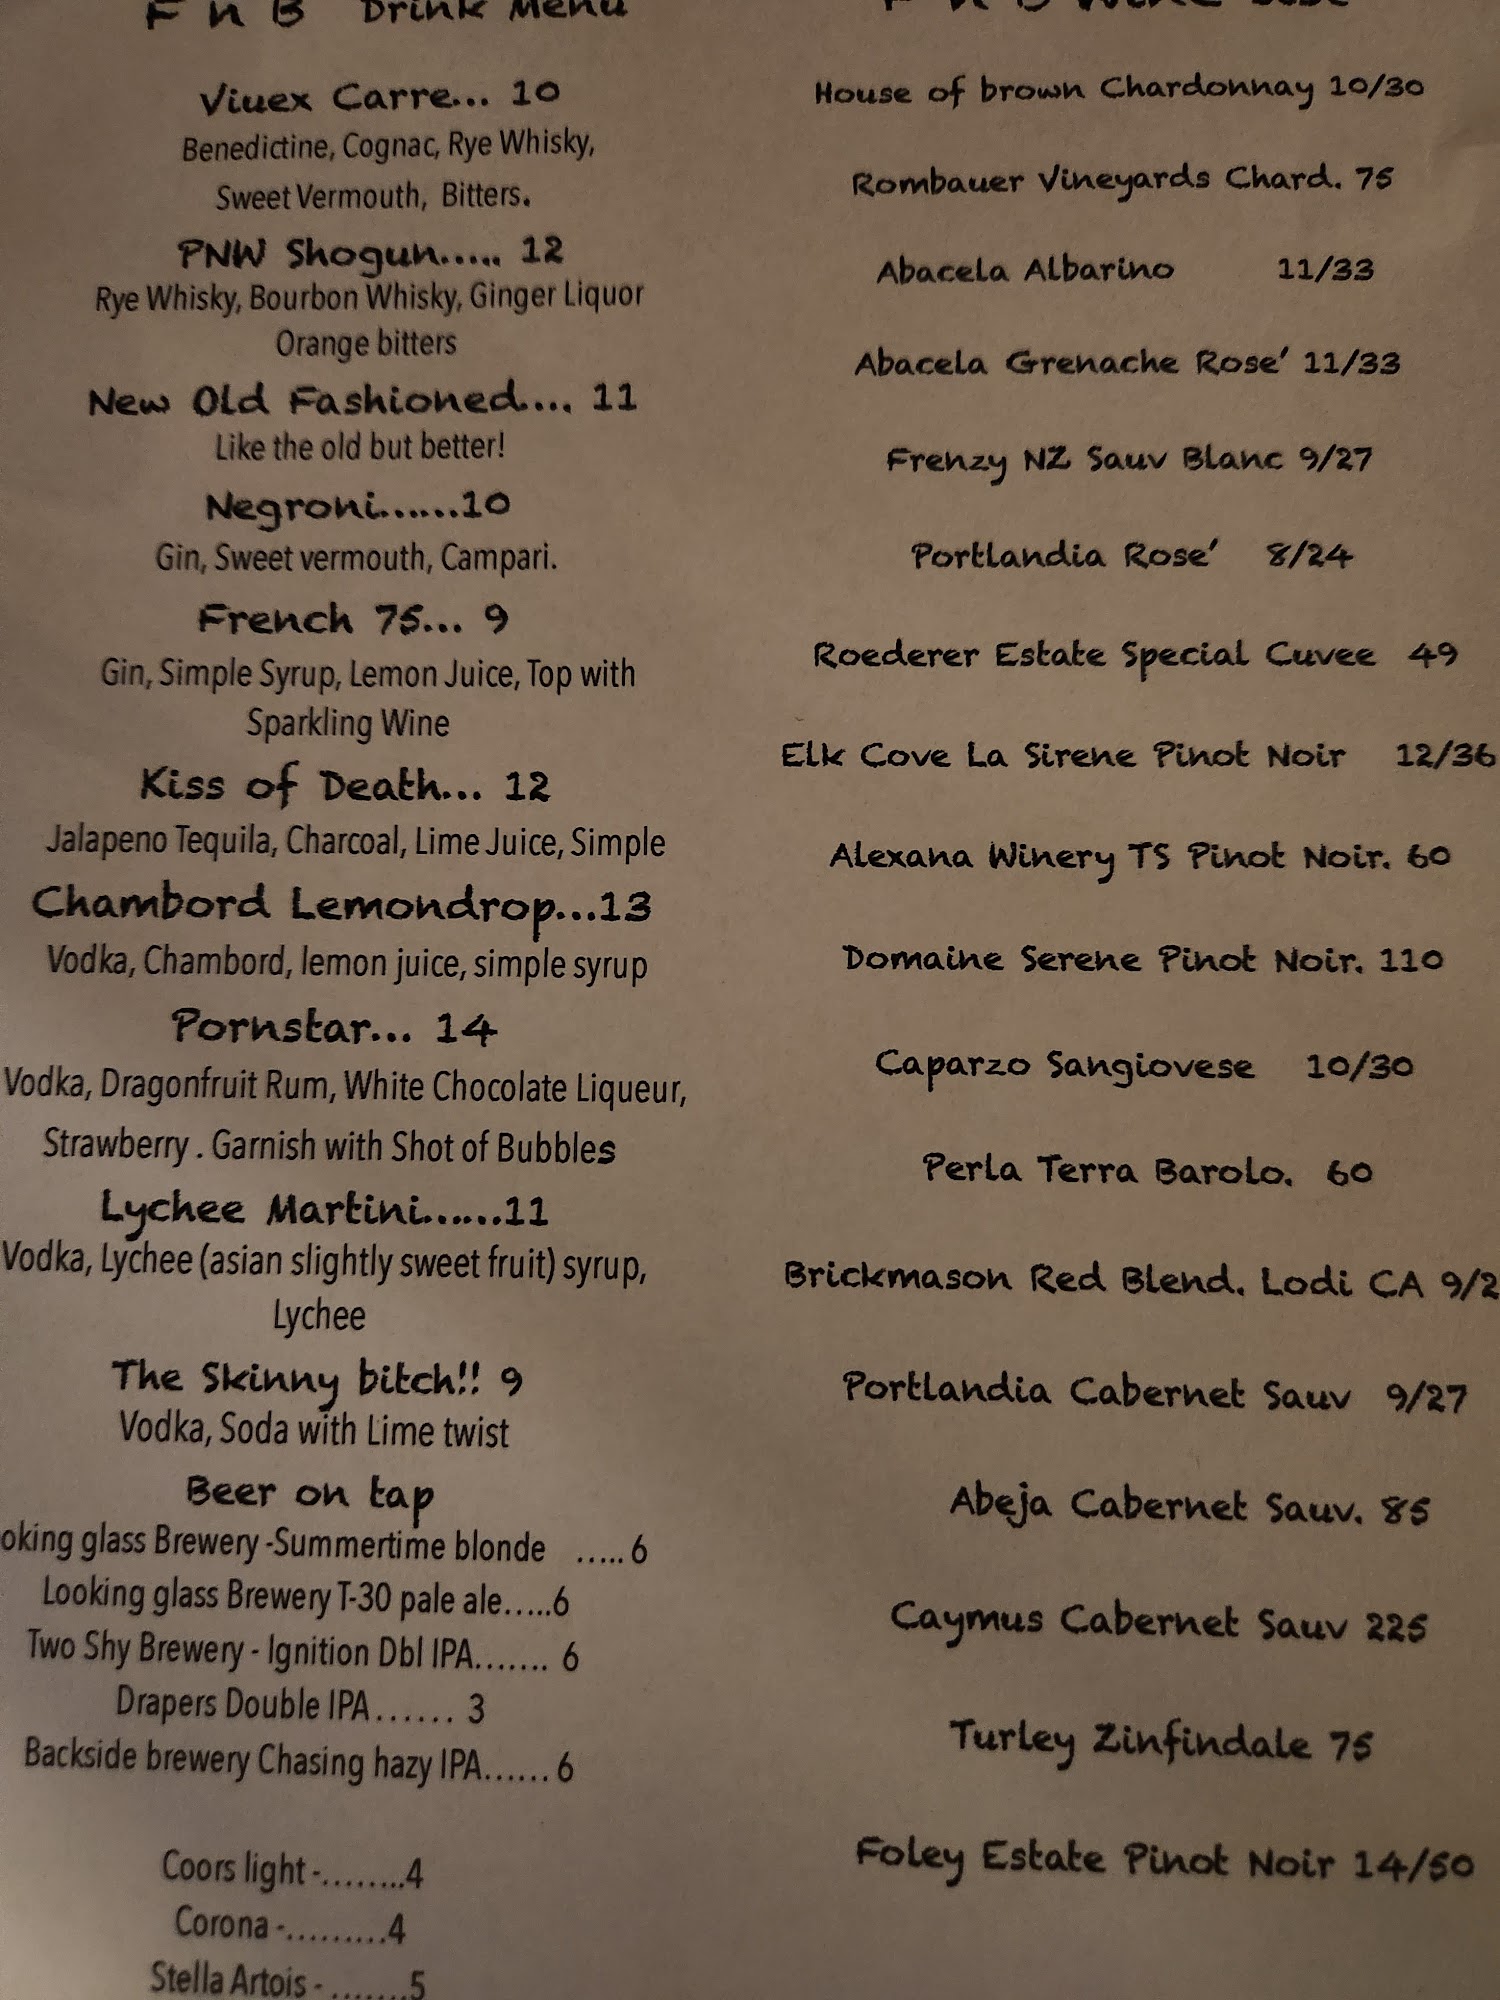 F n B Drink Menu
Viuex Carre... 10
Benedictine, Cognac, Rye Whisky,
Sweet Vermouth, Bitters.
PNW Shogun..... 12
Rye Whisky, Bourbon Whisky, Ginger Liquor
Orange bitters
New Old Fashioned.... 11
Like the old but better!
Negroni......10
Gin, Sweet vermouth, Campari.
French 75... 9
Gin, Simple Syrup, Lemon Juice, Top with
Sparkling Wine
Kiss of Death... 12
Jalapeno Tequila, Charcoal, Lime Juice, Simple
Chambord Lemondrop...13
Vodka, Chambord, lemon juice, simple syrup
Pornstar... 14
Vodka, Dragonfruit Rum, White Chocolate Liqueur,
Strawberry . Garnish with Shot of Bubbles
Lychee Martini......11
Vodka, Lychee (asian slightly sweet fruit) syrup,
Lychee
The Skinny bitch!! 9
Vodka, Soda with Lime twist
Beer on tap
oking glass Brewery -Summertime blonde .....6
Looking glass Brewery T-30 pale ale.....6
Two Shy Brewery - Ignition Dbl IPA....... 6
Drapers Double IPA...... 3
Backside brewery Chasing hazy IPA...... 6
Coors light -........4
Corona -.........4
Stella Artois - .......5
F n B Wine List
House of brown Chardonnay 10/30
Rombauer Vineyards Chard. 75
Abacela Albarino 11/33
Abacela Grenache Rose' 11/33
Frenzy NZ Sauv Blanc 9/27
Portlandia Rose' 8/24
Roederer Estate Special Cuvee 49
Elk Cove La Sirene Pinot Noir 12/36
Alexana Winery TS Pinot Noir. 60
Domaine Serene Pinot Noir. 110
Caparzo Sangiovese 10/30
Perla Terra Barolo. 60
Brickmason Red Blend. Lodi CA 9/2
Portlandia Cabernet Sauv 9/27
Abeja Cabernet Sauv. 85
Caymus Cabernet Sauv 225
Turley Zinfindale 75
Foley Estate Pinot Noir 14/50